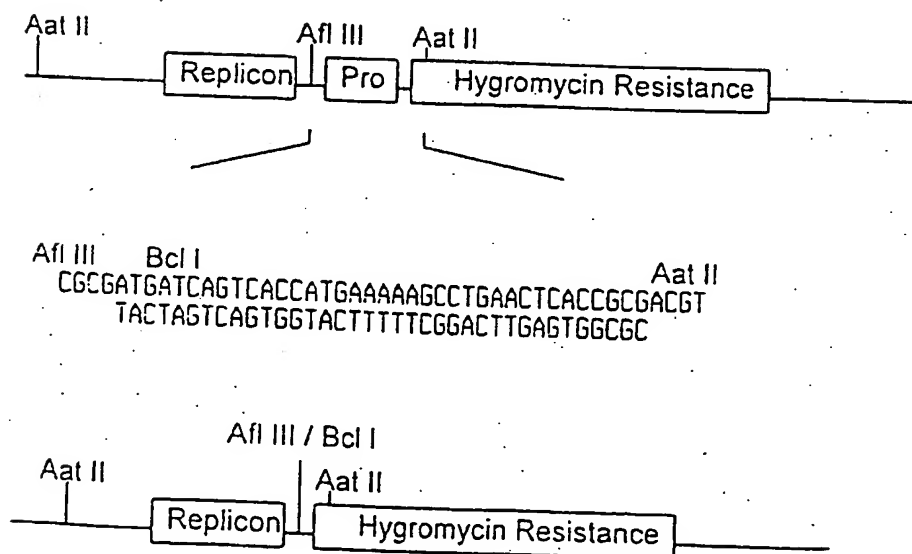 Aat II Afl III Aat II
Replicon Pro Hygromycin Resistance
Afl III Bcl I Aat II
CGCGATGATCAGTCACCATGAAAAAGCCTGAACTCACCGCGACGT
TACTAGTCAGTGGTACTTTTTCGGACTTGAGTGGCGC
Afl III / Bcl I
Aat II Aat II
Replicon Hygromycin Resistance